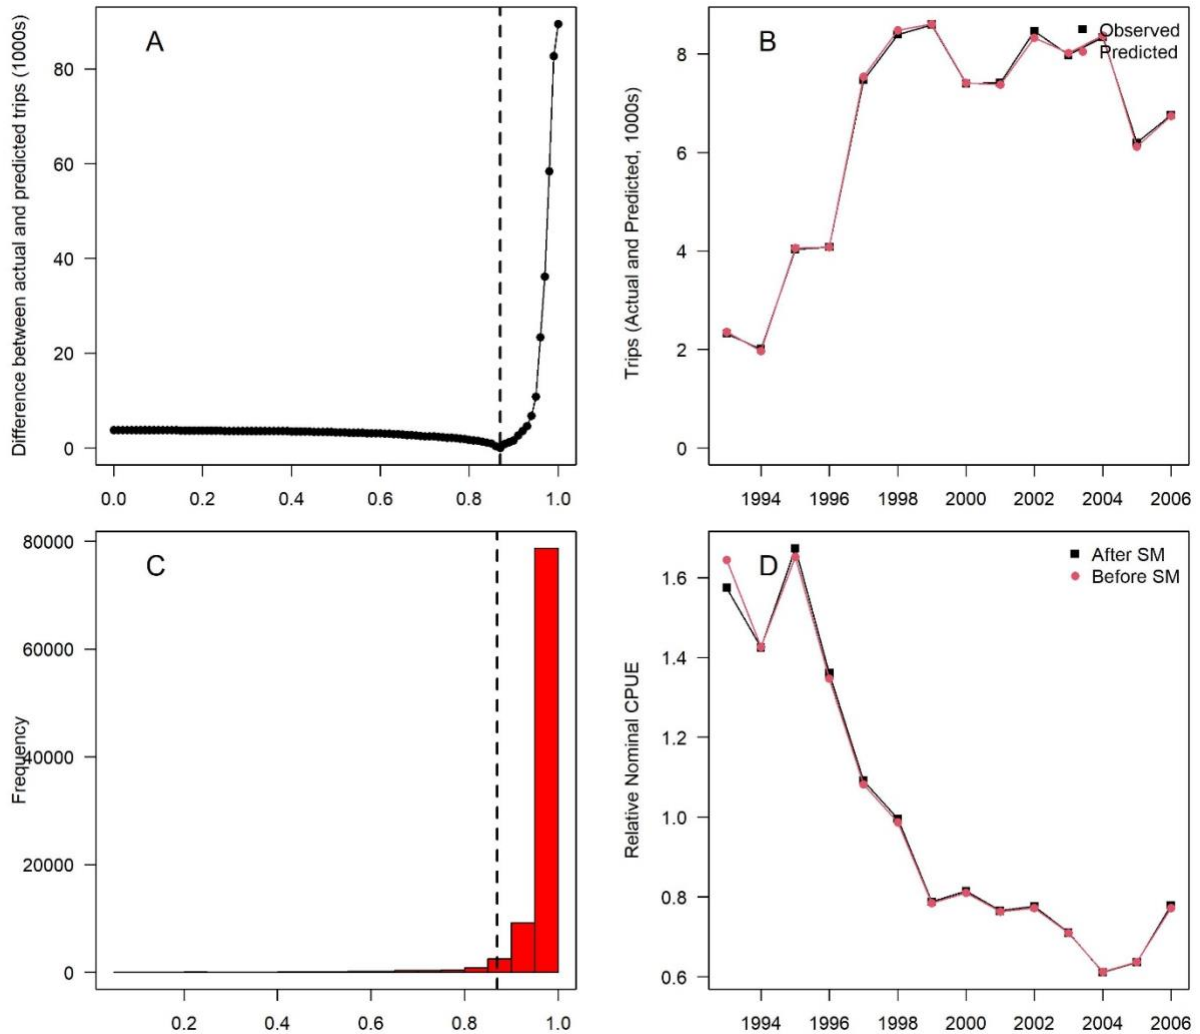 A
Difference between actual and predicted trips (1000s)
80
60
40
20
0
0.0 0.2 0.4 0.6 0.8 1.0
B
Observed
Predicted
Trips (Actual and Predicted, 1000s)
8
6
4
2
0
1994 1996 1998 2000 2002 2004 2006
C
Frequency
80000
60000
40000
20000
0
0.2 0.4 0.6 0.8 1.0
D
After SM
Before SM
Relative Nominal CPUE
1.6
1.4
1.2
1.0
0.8
0.6
1994 1996 1998 2000 2002 2004 2006